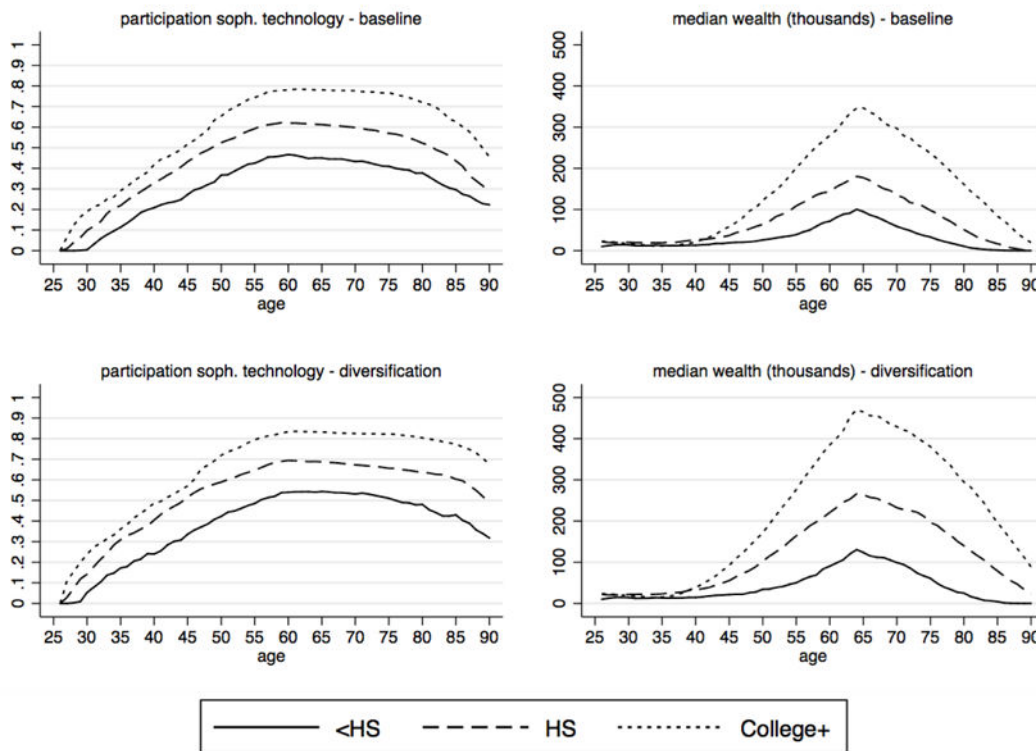 participation soph. technology - baseline
0 .1 .2 .3 .4 .5 .6 .7 .8 .9 1
25 30 35 40 45 50 55 60 65 70 75 80 85 90
age
median wealth (thousands) - baseline
0 100 200 300 400 500
25 30 35 40 45 50 55 60 65 70 75 80 85 90
age
participation soph. technology - diversification
0 .1 .2 .3 .4 .5 .6 .7 .8 .9 1
25 30 35 40 45 50 55 60 65 70 75 80 85 90
age
median wealth (thousands) - diversification
0 100 200 300 400 500
25 30 35 40 45 50 55 60 65 70 75 80 85 90
age
<HS HS College+